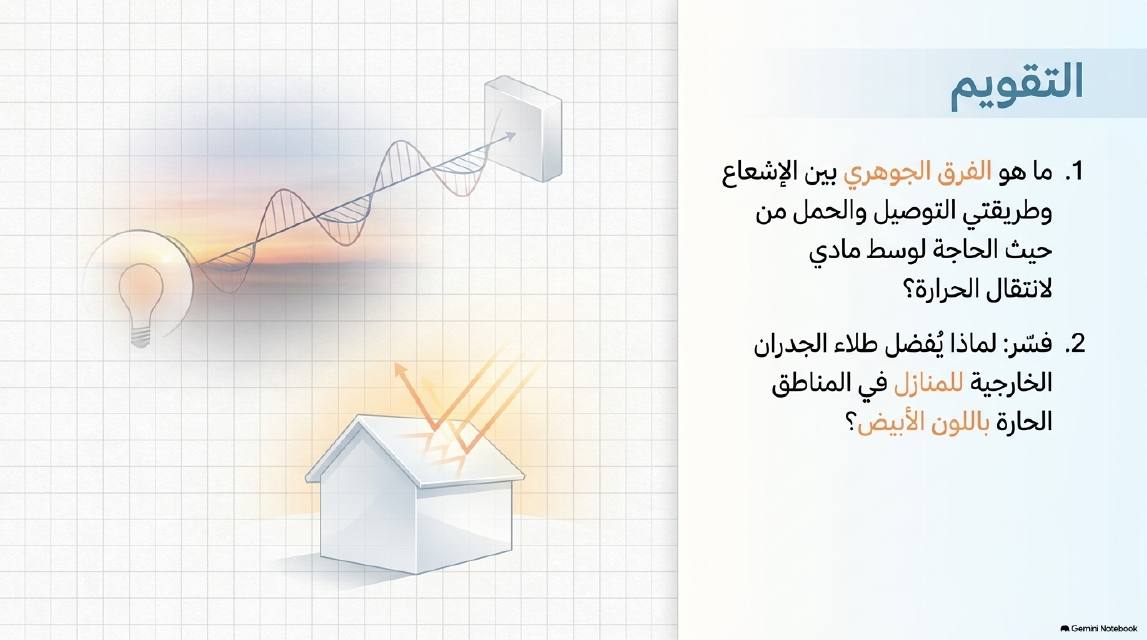 التقويم
1. ما هو الفرق الجوهري بين الإشعاع
وطريقتي التوصيل والحمل من
حيث الحاجة لوسط مادي
لانتقال الحرارة؟
2. فسّر: لماذا يُفضل طلاء الجدران
الخارجية للمنازل في المناطق
الحارة باللون الأبيض؟
Gemini Notebook